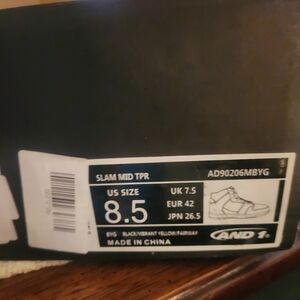 SLAM MID TPR
AD90206MBYG
US SIZE
8.5
UK 7.5
EUR 42
JPN 26.5
BYG BLACK/VIBRANT YELLOW/FAIRWAY
MADE IN CHINA
AND 1